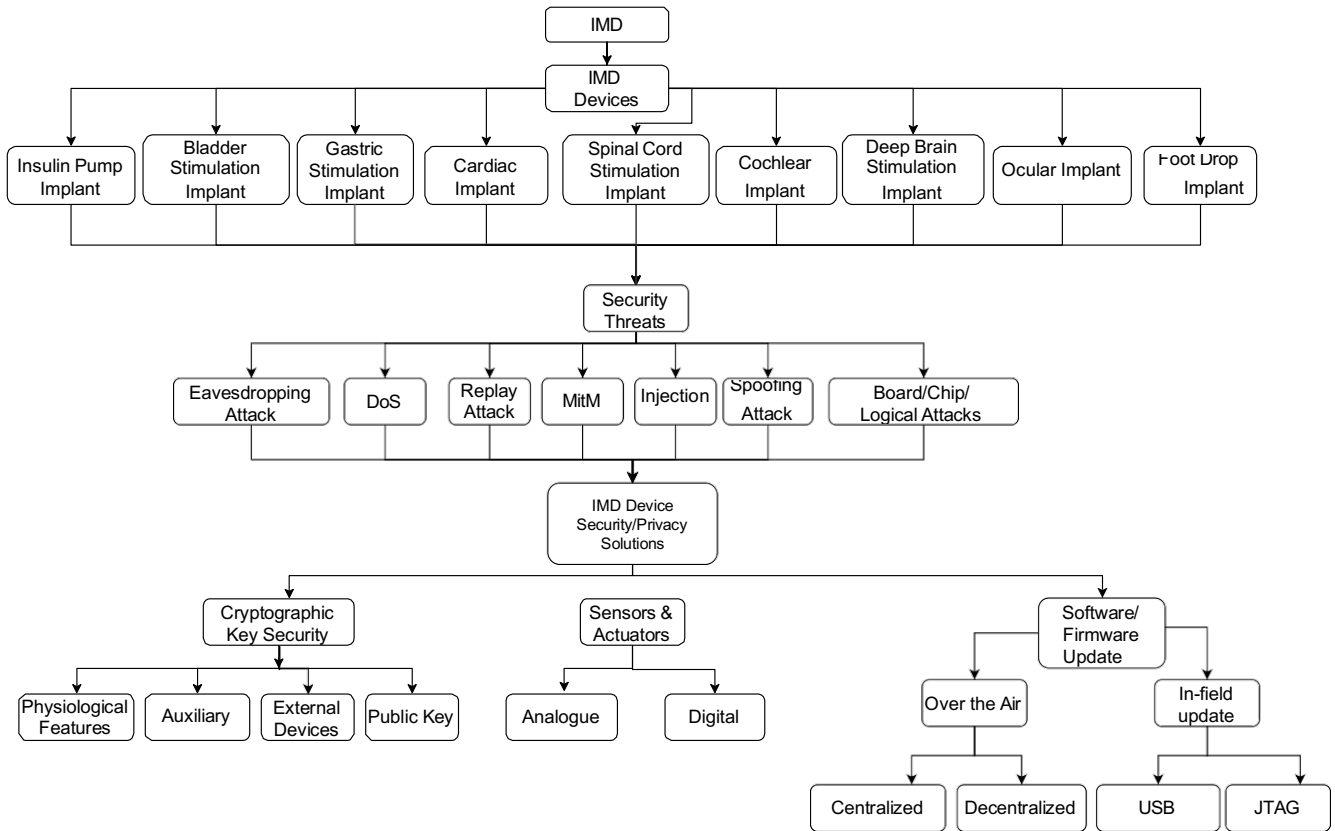 IMD
IMD
Devices
Insulin Pump
Implant
Bladder
Stimulation
Implant
Gastric
Stimulation
Implant
Cardiac
Implant
Spinal Cord
Stimulation
Implant
Cochlear
Implant
Deep Brain
Stimulation
Implant
Ocular Implant
Foot Drop
Implant
Security
Threats
Eavesdropping
Attack
DoS
Replay
Attack
MitM
Injection
Spoofing
Attack
Board/Chip/
Logical Attacks
IMD Device
Security/Privacy
Solutions
Cryptographic
Key Security
Sensors &
Actuators
Software/
Firmware
Update
Physiological
Features
Auxiliary
External
Devices
Public Key
Analogue
Digital
Over the Air
In-field
update
Centralized
Decentralized
USB
JTAG